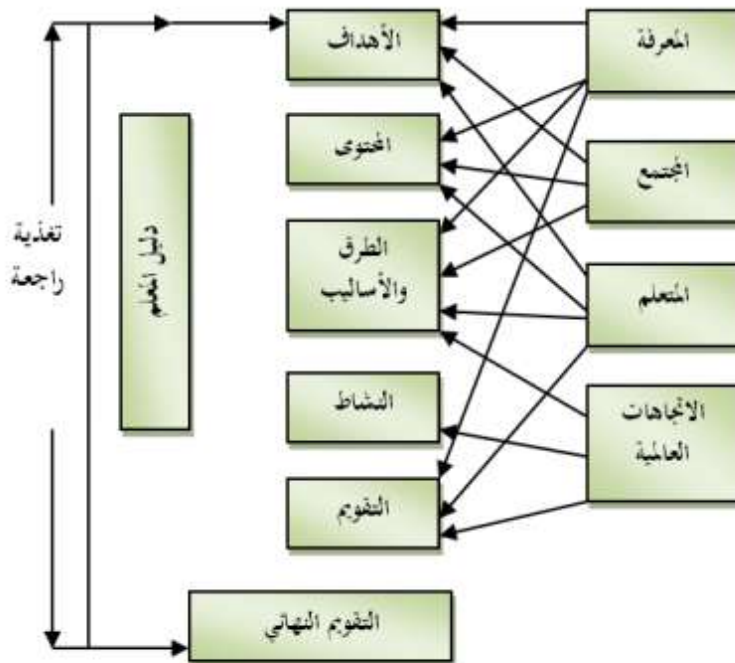 المعرفة
المجتمع
المتعلم
الاتجاهات
العالمية
الأهداف
المحتوى
الطرق
والأساليب
النشاط
التقويم
دليل المعلم
تغذية
راجعة
التقويم النهائي